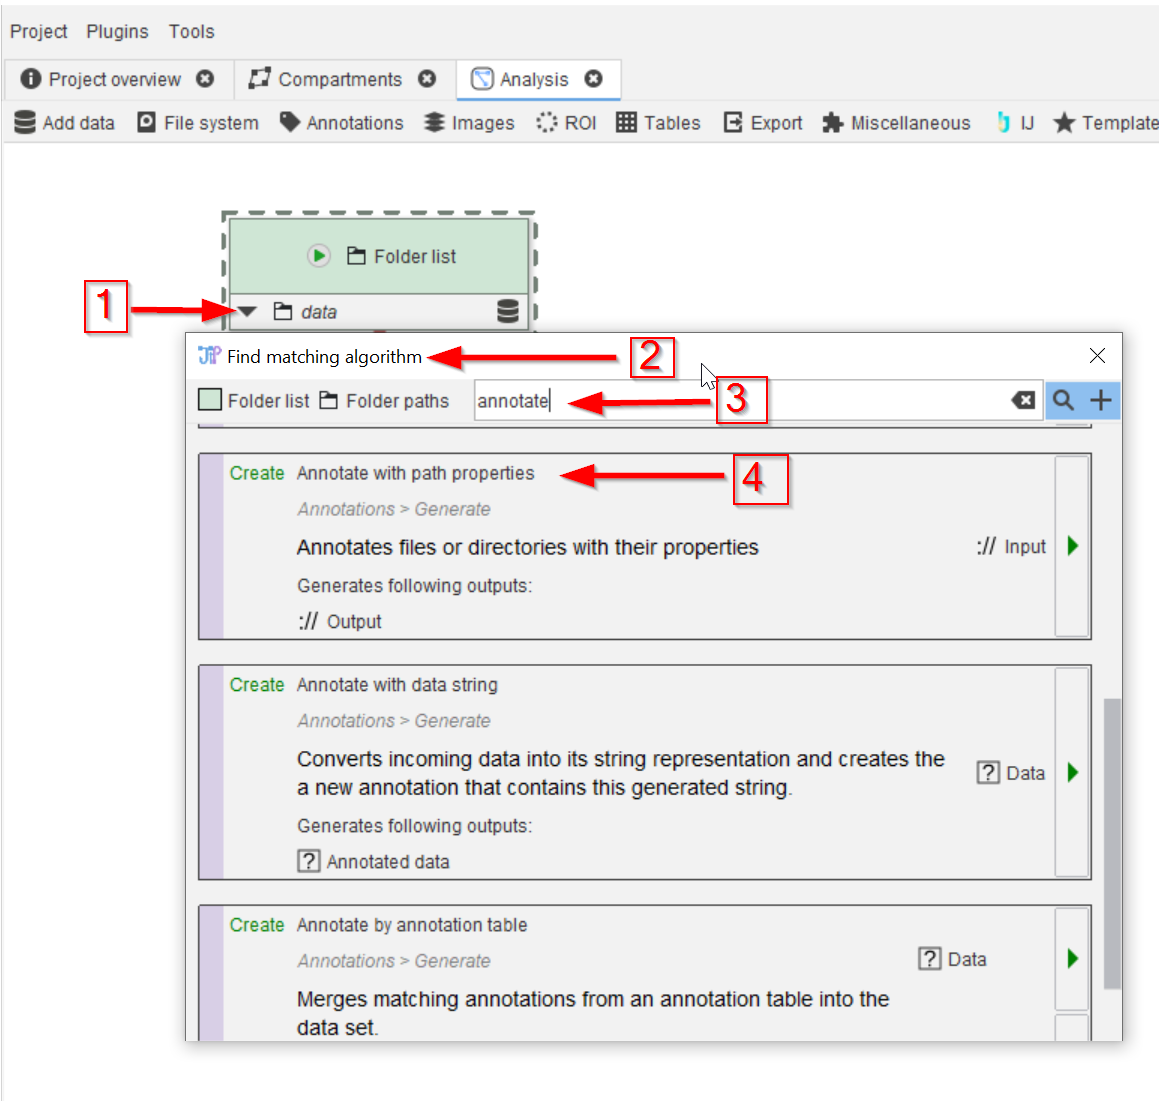 Project Plugins Tools
Project overview Compartments Analysis
Add data File system Annotations Images ROI Tables Export Miscellaneous IJ Template
Folder list
1
data
JIP Find matching algorithm 2
Folder list Folder paths annotate 3
Create Annotate with path properties 4
Annotations > Generate
Annotates files or directories with their properties :// Input
Generates following outputs:
:// Output
Create Annotate with data string
Annotations > Generate
Converts incoming data into its string representation and creates the
a new annotation that contains this generated string.
? Data
Generates following outputs:
? Annotated data
Create Annotate by annotation table
Annotations > Generate
? Data
Merges matching annotations from an annotation table into the
data set.